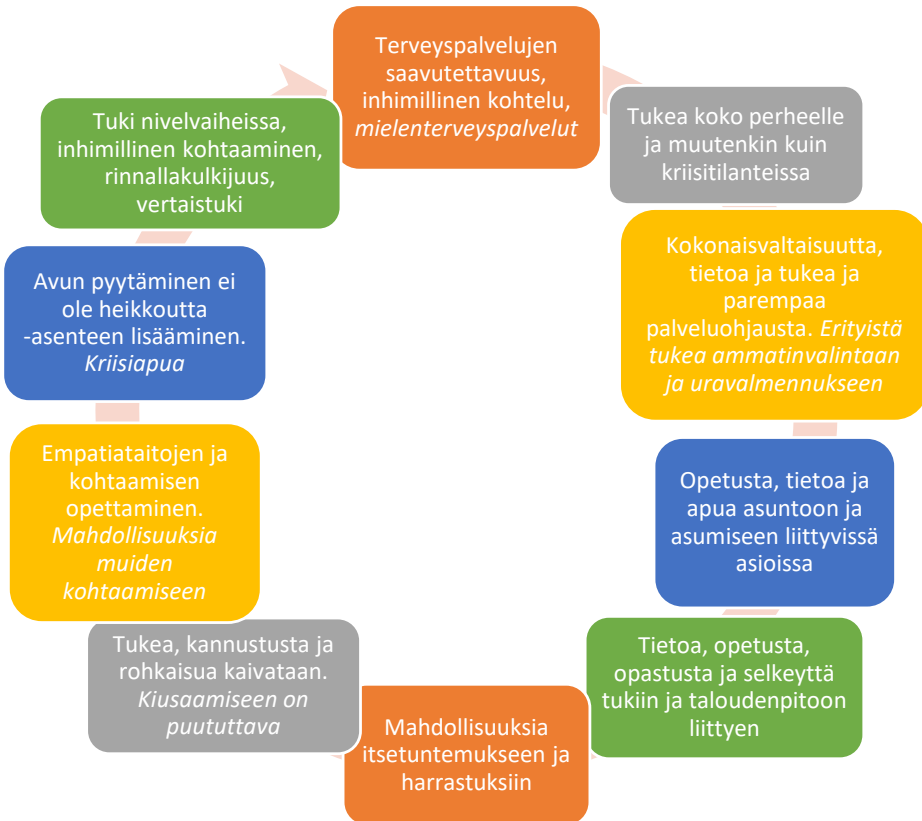 Terveyspalvelujen
saavutettavuus,
inhimillinen kohtelu,
mielenterveyspalvelut
Tukea koko perheelle
ja muutenkin kuin
kriisitilanteissa
Kokonaisvaltaisuutta,
tietoa ja tukea ja
parempaa
palveluohjausta. Erityistä
tukea ammatinvalintaan
ja uravalmennukseen
Opetusta, tietoa ja
apua asuntoon ja
asumiseen liittyvissä
asioissa
Tietoa, opetusta,
opastusta ja selkeyttä
tukiin ja taloudenpitoon
liittyen
Mahdollisuuksia
itsetuntemukseen ja
harrastuksiin
Tukea, kannustusta ja
rohkaisua kaivataan.
Kiusaamiseen on
puututtava
Empatiataitojen ja
kohtaamisen
opettaminen.
Mahdollisuuksia
muiden
kohtaamiseen
Avun pyytäminen ei
ole heikkoutta
-asenteen lisääminen.
Kriisiapua
Tuki nivelvaiheissa,
inhimillinen kohtaaminen,
rinnallakulkijuus,
vertaistuki